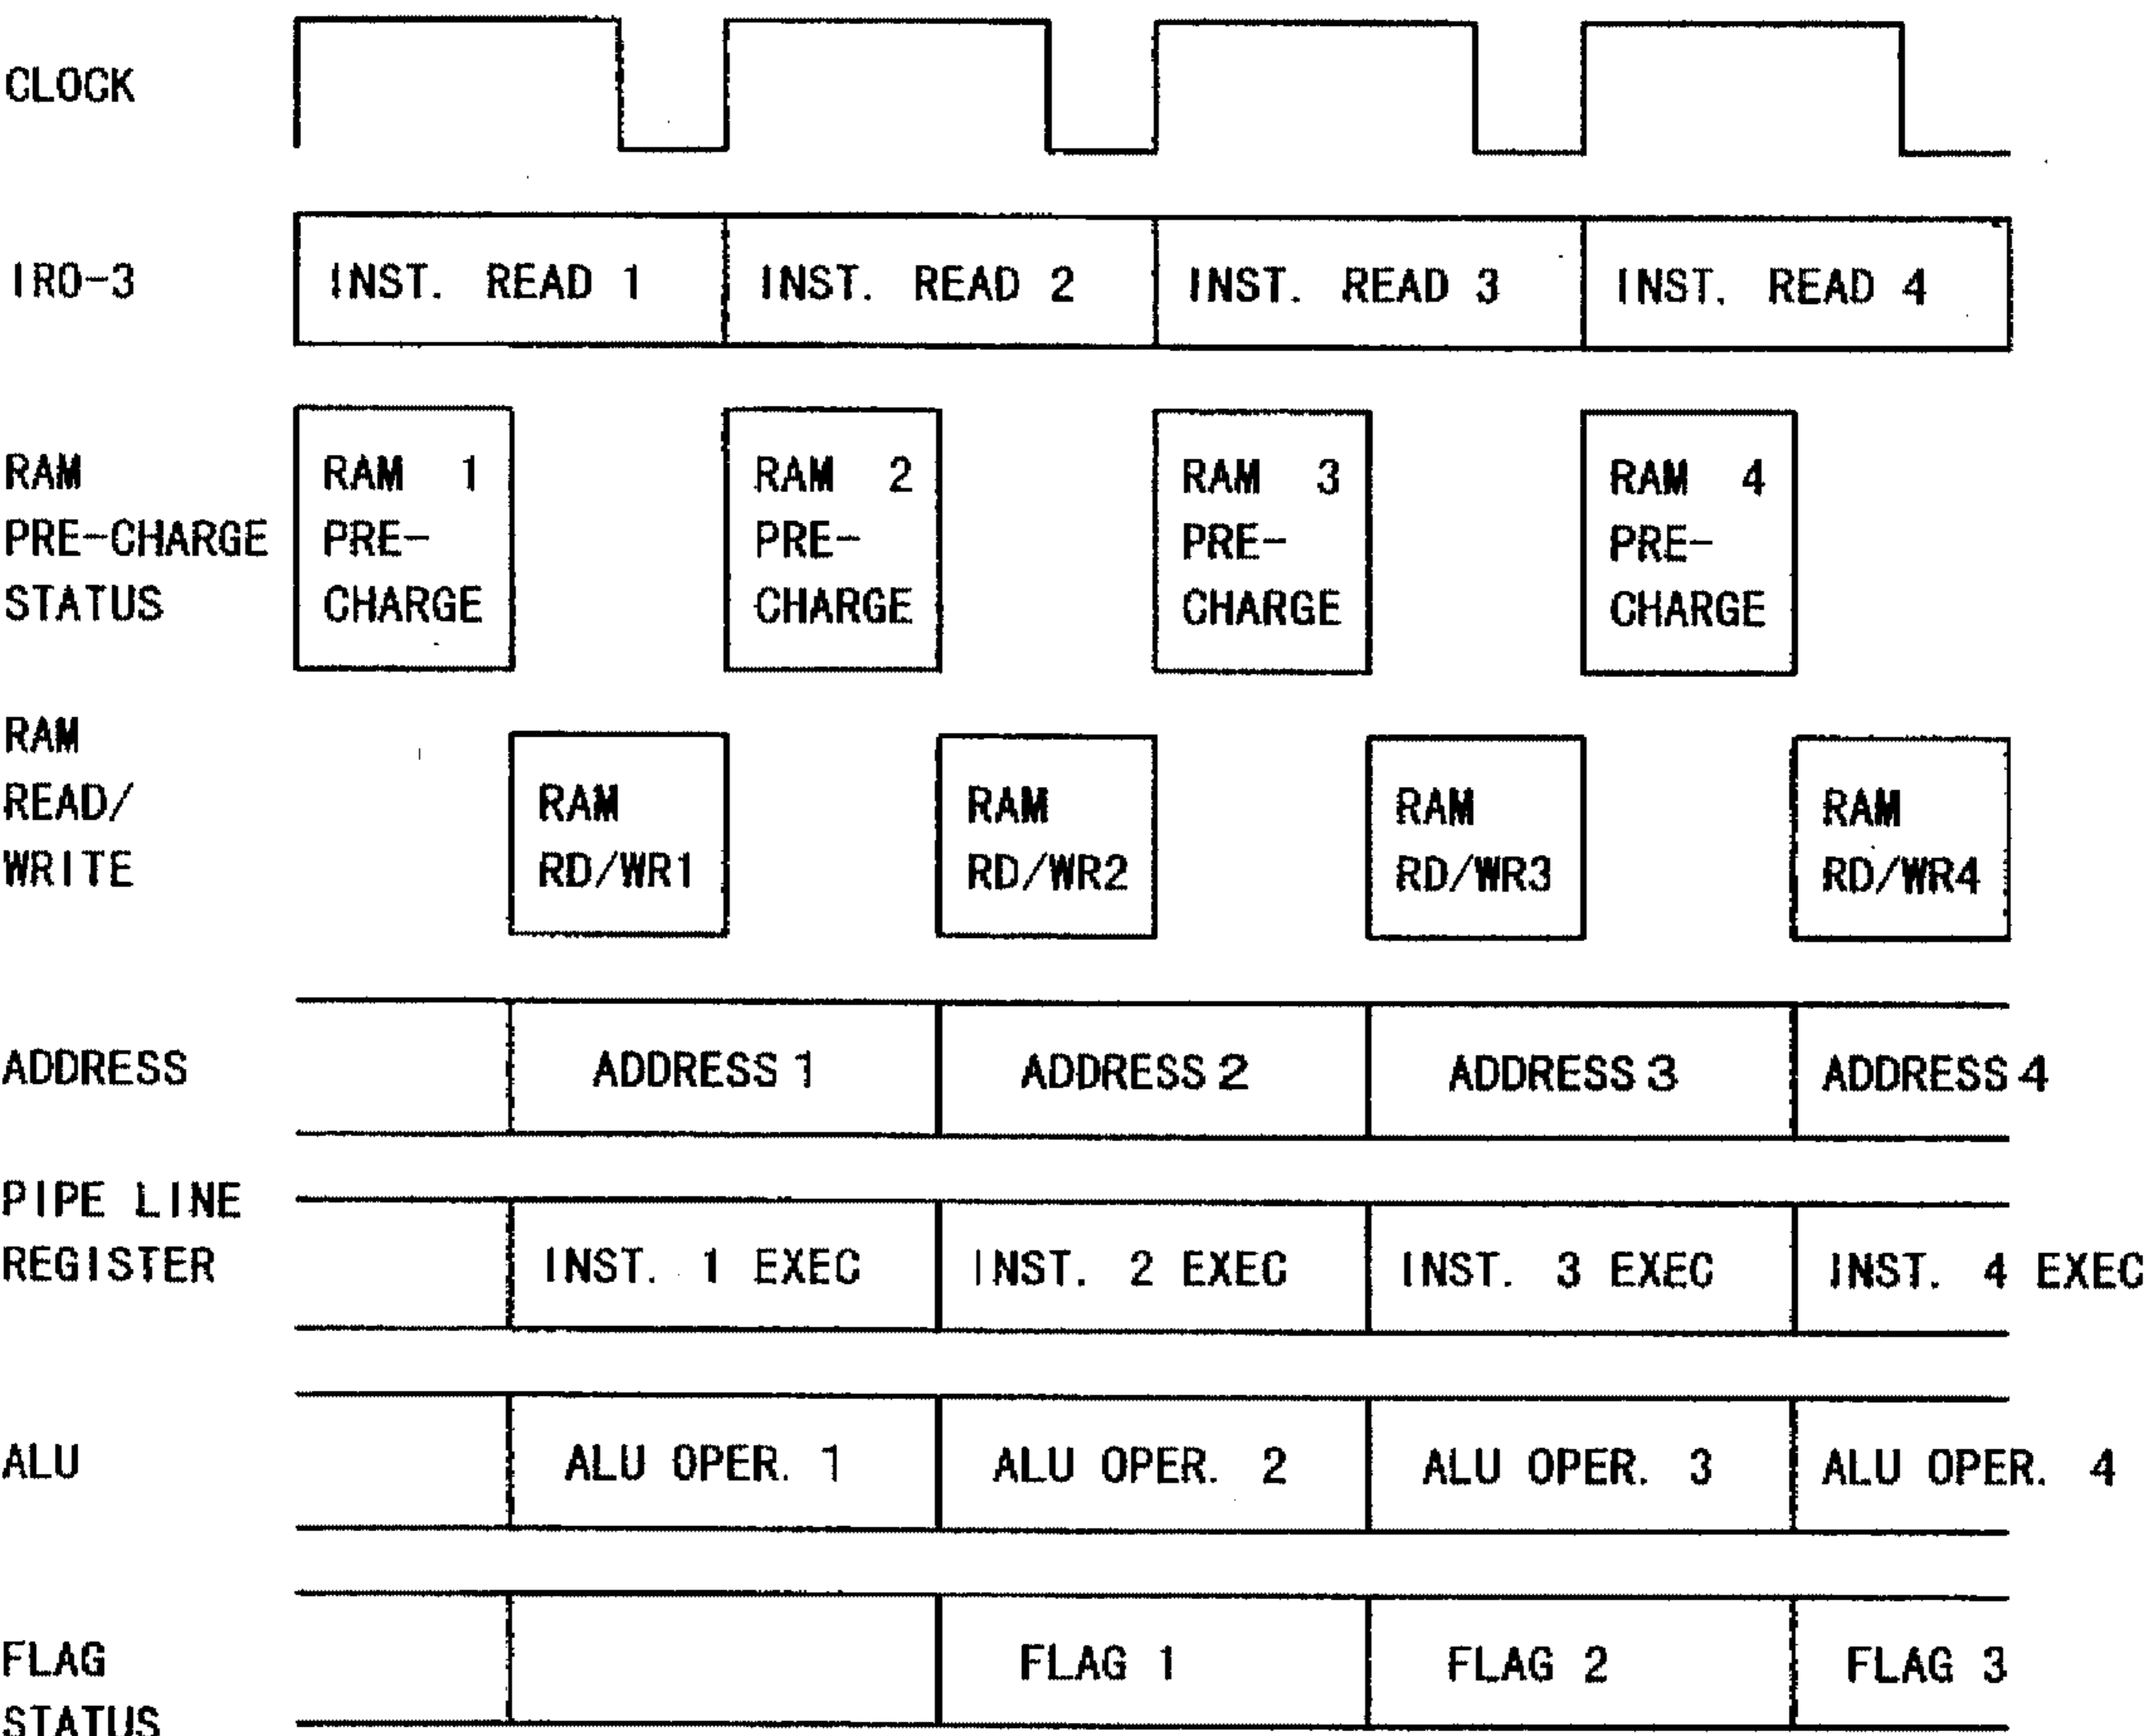 CLOCK
IR0-3
INST. READ 1
INST. READ 2
INST. READ 3
INST. READ 4
RAM
PRE-CHARGE
STATUS
RAM 1
PRE-
CHARGE
RAM 2
PRE-
CHARGE
RAM 3
PRE-
CHARGE
RAM 4
PRE-
CHARGE
RAM
READ/
WRITE
RAM
RD/WR1
RAM
RD/WR2
RAM
RD/WR3
RAM
RD/WR4
ADDRESS
ADDRESS 1
ADDRESS 2
ADDRESS 3
ADDRESS 4
PIPE LINE
REGISTER
INST. 1 EXEC
INST. 2 EXEC
INST. 3 EXEC
INST. 4 EXEC
ALU
ALU OPER. 1
ALU OPER. 2
ALU OPER. 3
ALU OPER. 4
FLAG
STATUS
FLAG 1
FLAG 2
FLAG 3